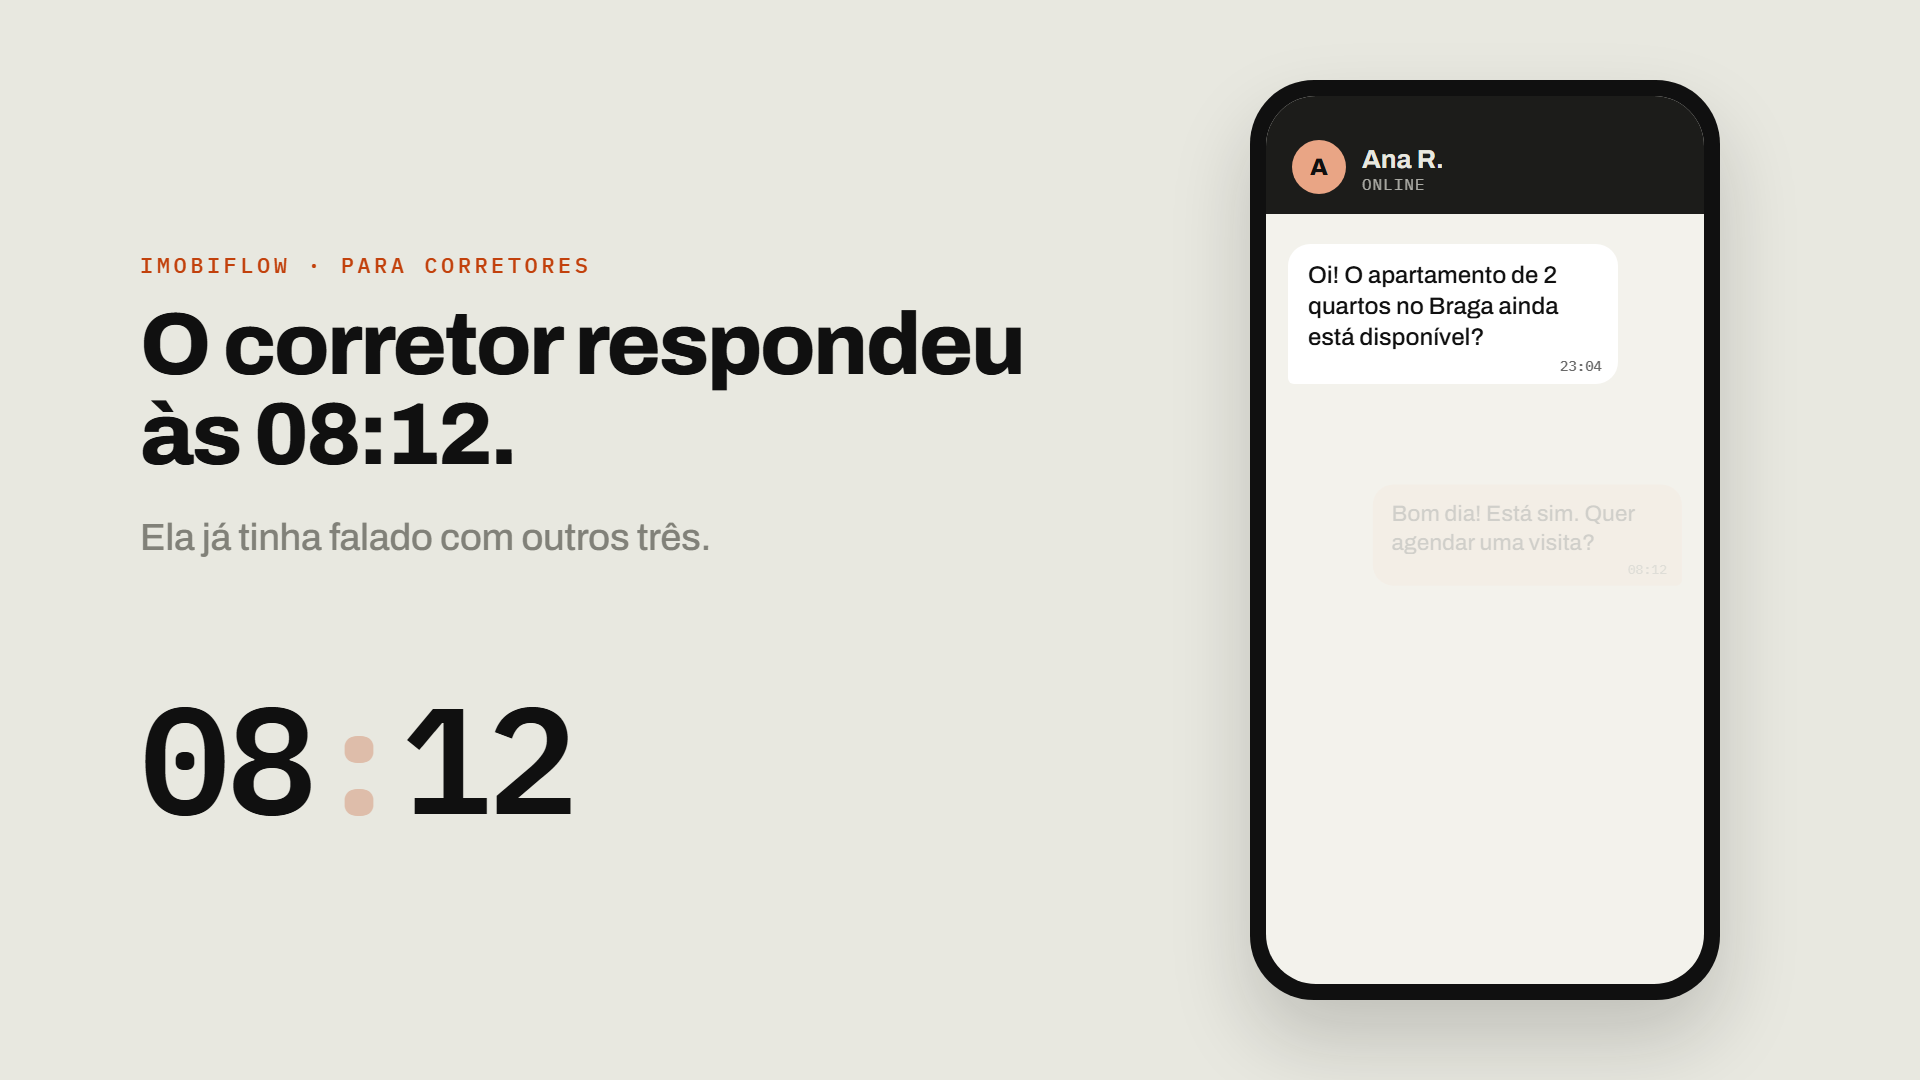 IMOBIFLOW · PARA CORRETORES
O corretor respondeu
às 08:12.
Ela já tinha falado com outros três.
08:12
A
Ana R.
ONLINE
Oi! O apartamento de 2
quartos no Braga ainda
está disponível?
23:04
Bom dia! Está sim. Quer
agendar uma visita?
08:12